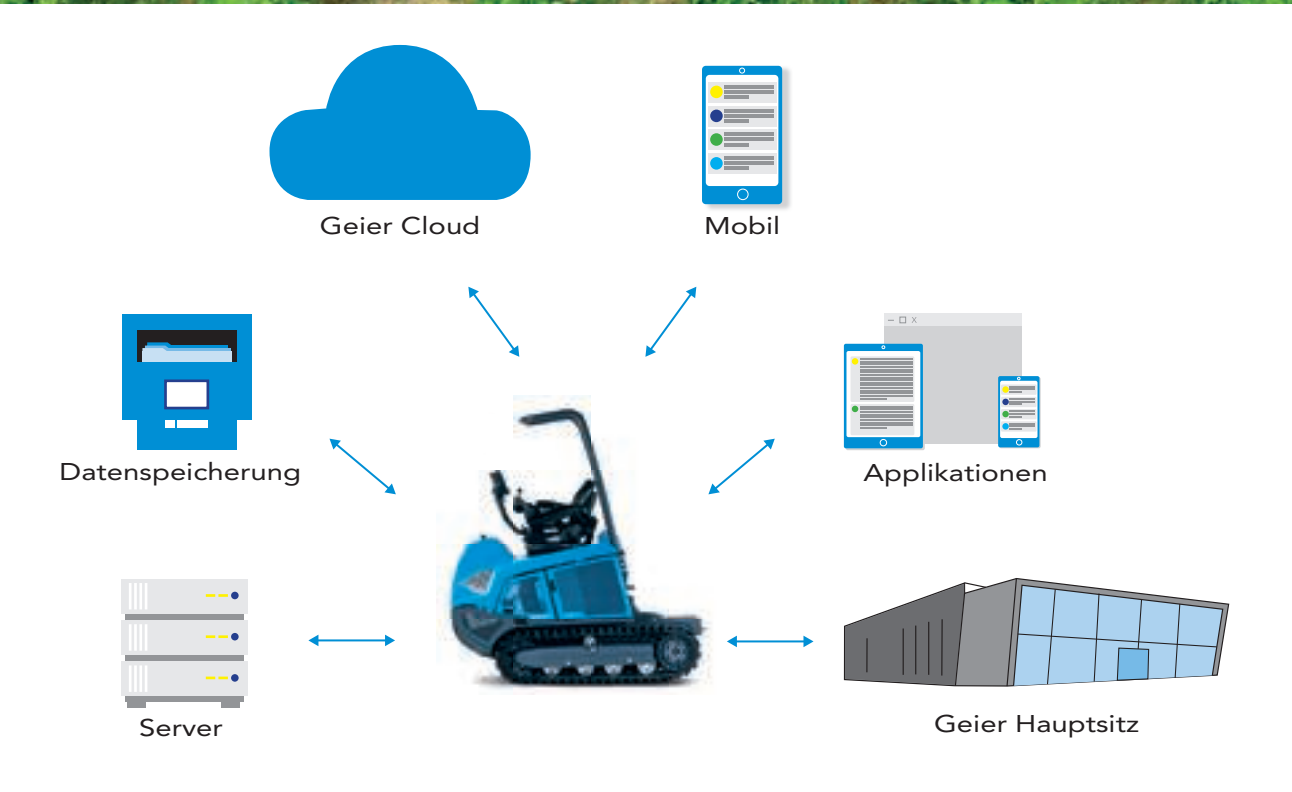 Geier Cloud
Mobil
Datenspeicherung
Applikationen
Server
Geier Hauptsitz